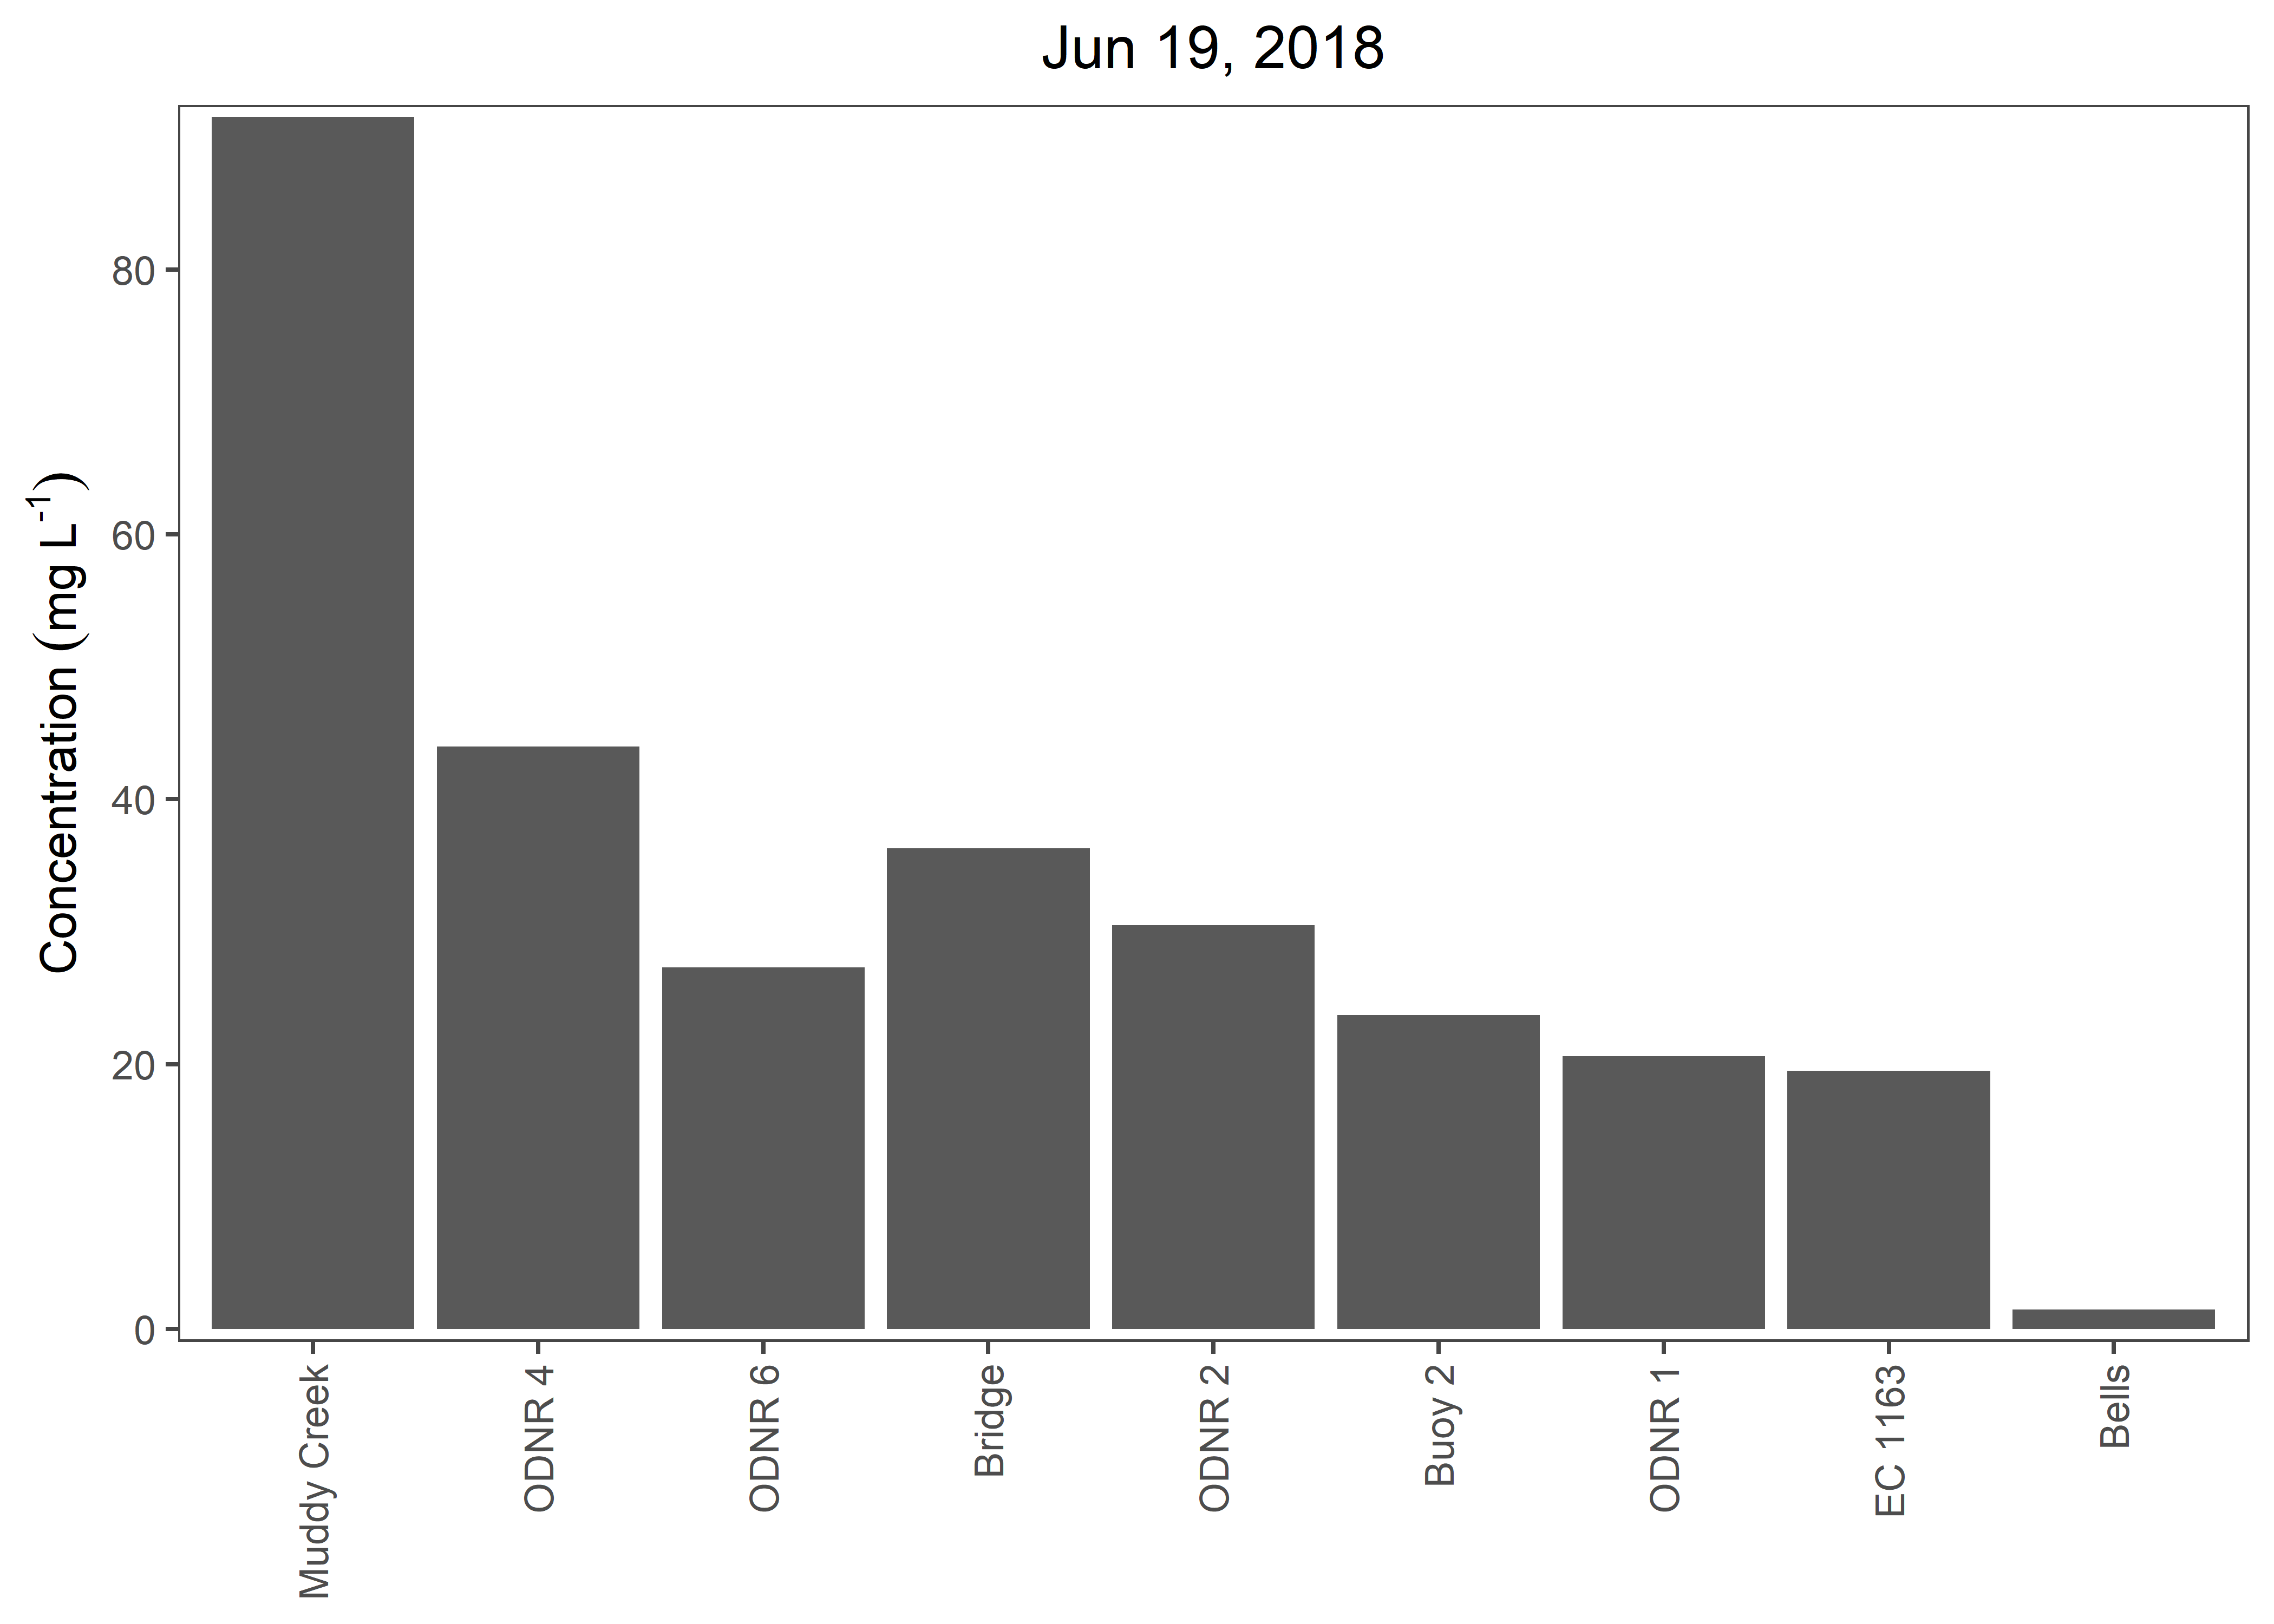 Jun 19, 2018
Concentration (mg L⁻¹)
80
60
40
20
0
Muddy Creek
ODNR 4
ODNR 6
Bridge
ODNR 2
Buoy 2
ODNR 1
EC 1163
Bells